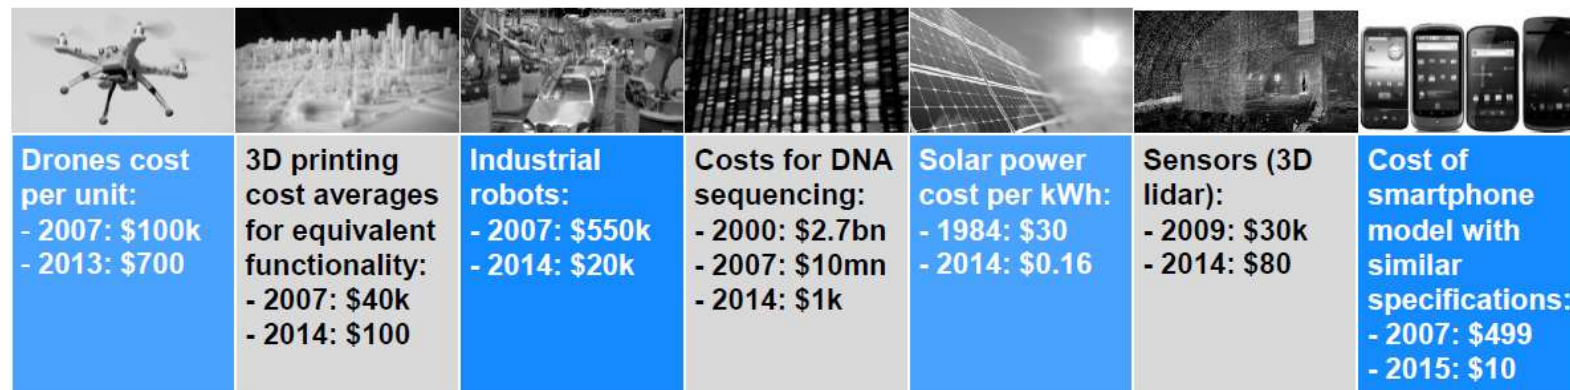 Drones cost
per unit:
- 2007: $100k
- 2013: $700
3D printing
cost averages
for equivalent
functionality:
- 2007: $40k
- 2014: $100
Industrial
robots:
- 2007: $550k
- 2014: $20k
Costs for DNA
sequencing:
- 2000: $2.7bn
- 2007: $10mn
- 2014: $1k
Solar power
cost per kWh:
- 1984: $30
- 2014: $0.16
Sensors (3D
lidar):
- 2009: $30k
- 2014: $80
Cost of
smartphone
model with
similar
specifications:
- 2007: $499
- 2015: $10